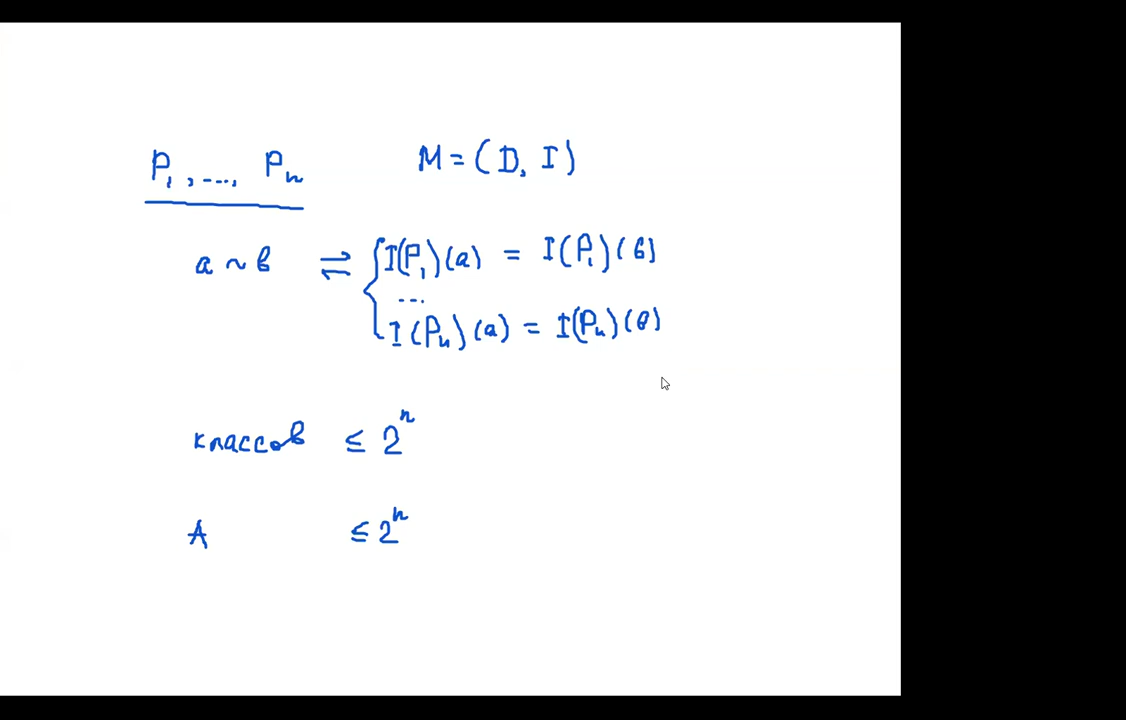 P₁, ..., Pₙ M = (D, I)
a ~ b ⇌ { I(P₁)(a) = I(P₁)(b)
...
I(Pₙ)(a) = I(Pₙ)(b)
классов ≤ 2ⁿ
A ≤ 2ⁿ